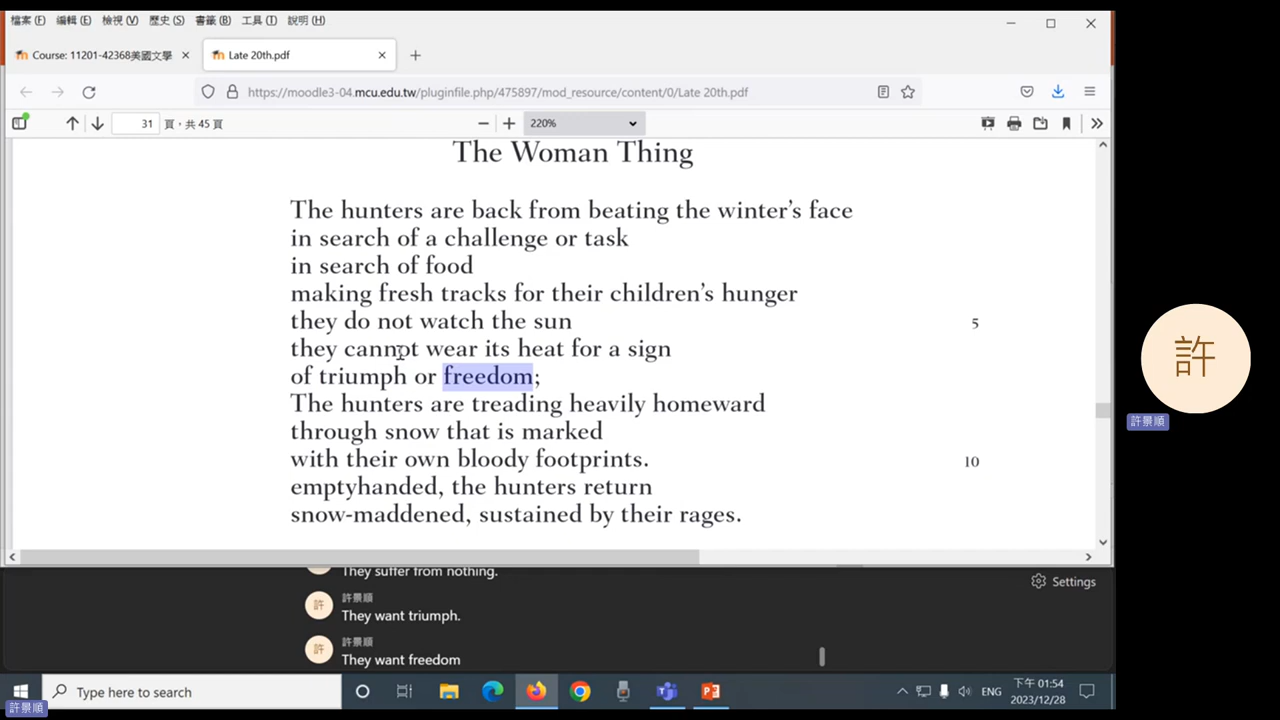 檔案 (F) 編輯 (E) 檢視 (V) 歷史 (S) 書籤 (B) 工具 (T) 說明 (H)
Course: 11201-42368美國文學
Late 20th.pdf
https://moodle3-04.mcu.edu.tw/pluginfile.php/475897/mod_resource/content/0/Late 20th.pdf
31 頁，共 45 頁
220%
The Woman Thing
The hunters are back from beating the winter's face
in search of a challenge or task
in search of food
making fresh tracks for their children's hunger
they do not watch the sun 5
they cannot wear its heat for a sign
of triumph or freedom;
The hunters are treading heavily homeward
through snow that is marked
with their own bloody footprints. 10
emptyhanded, the hunters return
snow-maddened, sustained by their rages.
許
許景順
They suffer from nothing.
Settings
許 許景順
They want triumph.
許 許景順
They want freedom
Type here to search
ENG
下午 01:54
2023/12/28
許景順